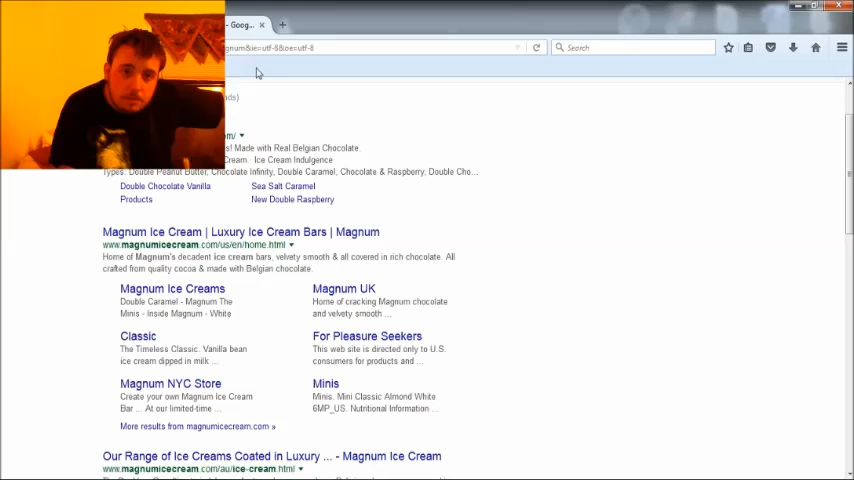 - Goog...
gnum&ie=utf-8&oe=utf-8
Search
ds)
m/
s! Made with Real Belgian Chocolate.
Cream · Ice Cream Indulgence
Types: Double Peanut Butter, Chocolate Infinity, Double Caramel, Chocolate & Raspberry, Double Cho...
Double Chocolate Vanilla Sea Salt Caramel
Products New Double Raspberry
Magnum Ice Cream | Luxury Ice Cream Bars | Magnum
www.magnumicecream.com/us/en/home.html
Home of Magnum's decadent ice cream bars, velvety smooth & all covered in rich chocolate. All
crafted from quality cocoa & made with Belgian chocolate.
Magnum Ice Creams
Double Caramel - Magnum The
Minis - Inside Magnum - White
Magnum UK
Home of cracking Magnum chocolate
and velvety smooth ...
Classic
The Timeless Classic. Vanilla bean
ice cream dipped in milk ...
For Pleasure Seekers
This web site is directed only to U.S.
consumers for products and ...
Magnum NYC Store
Create your own Magnum Ice Cream
Bar ... At our limited-time ...
Minis
Minis. Mini Classic Almond White
6MP_US. Nutritional Information ...
More results from magnumicecream.com »
Our Range of Ice Creams Coated in Luxury ... - Magnum Ice Cream
www.magnumicecream.com/au/ice-cream.html